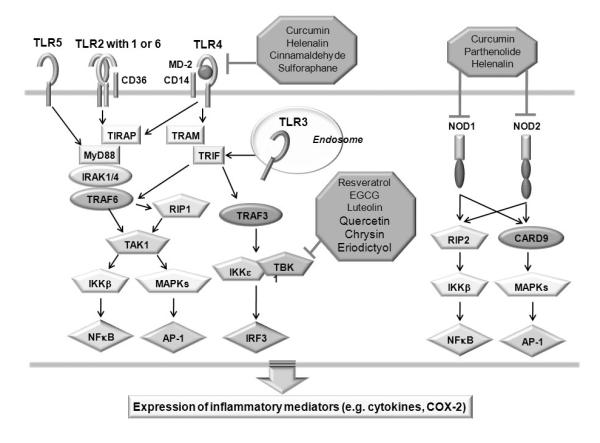 TLR5
TLR2 with 1 or 6
TLR4
MD-2
CD36
CD14
Curcumin
Helenalin
Cinnamaldehyde
Sulforaphane
Curcumin
Parthenolide
Helenalin
TIRAP
TRAM
TLR3
Endosome
NOD1
NOD2
MyD88
TRIF
IRAK1/4
TRAF6
RIP1
TRAF3
Resveratrol
EGCG
Luteolin
Quercetin
Chrysin
Eriodictyol
TAK1
RIP2
CARD9
IKKε
TBK
1
IKKβ
MAPKs
IKKβ
MAPKs
NFκB
AP-1
IRF3
NFκB
AP-1
Expression of inflammatory mediators (e.g. cytokines, COX-2)